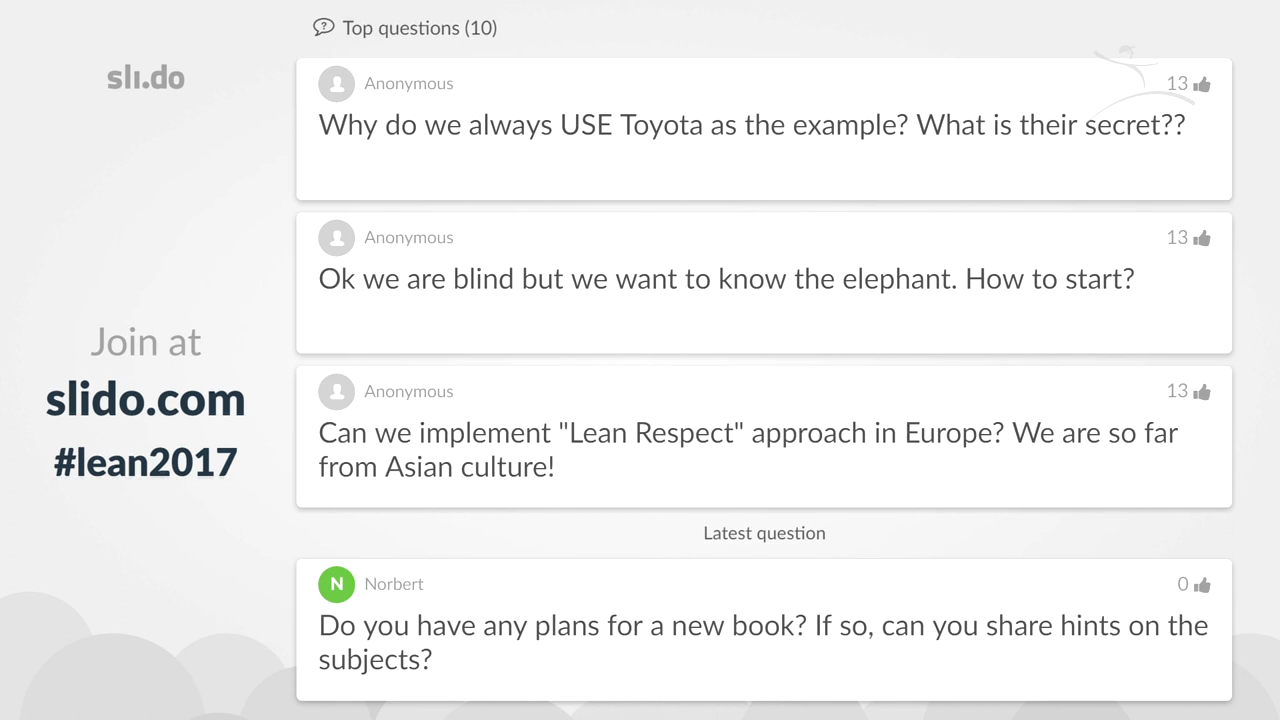 Top questions (10)
sli.do
Anonymous
13
Why do we always USE Toyota as the example? What is their secret??
Anonymous
13
Ok we are blind but we want to know the elephant. How to start?
Join at
slido.com
#lean2017
Anonymous
13
Can we implement "Lean Respect" approach in Europe? We are so far
from Asian culture!
Latest question
N
Norbert
0
Do you have any plans for a new book? If so, can you share hints on the
subjects?